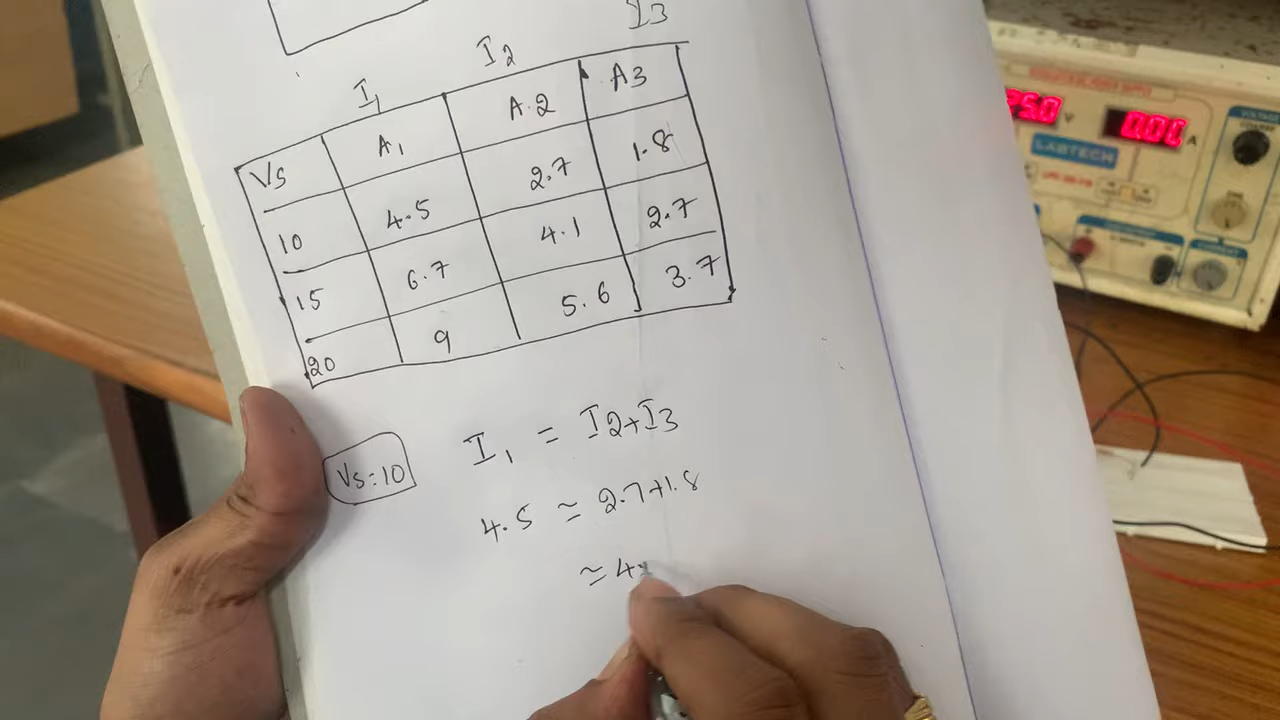 I1 I2 I3
Vs A1 A.2 A3
10 4.5 2.7 1.8
15 6.7 4.1 2.7
20 9 5.6 3.7
Vs=10 I1 = I2+I3
4.5 ≃ 2.7+1.8
≃ 4
V
A
LABTECH